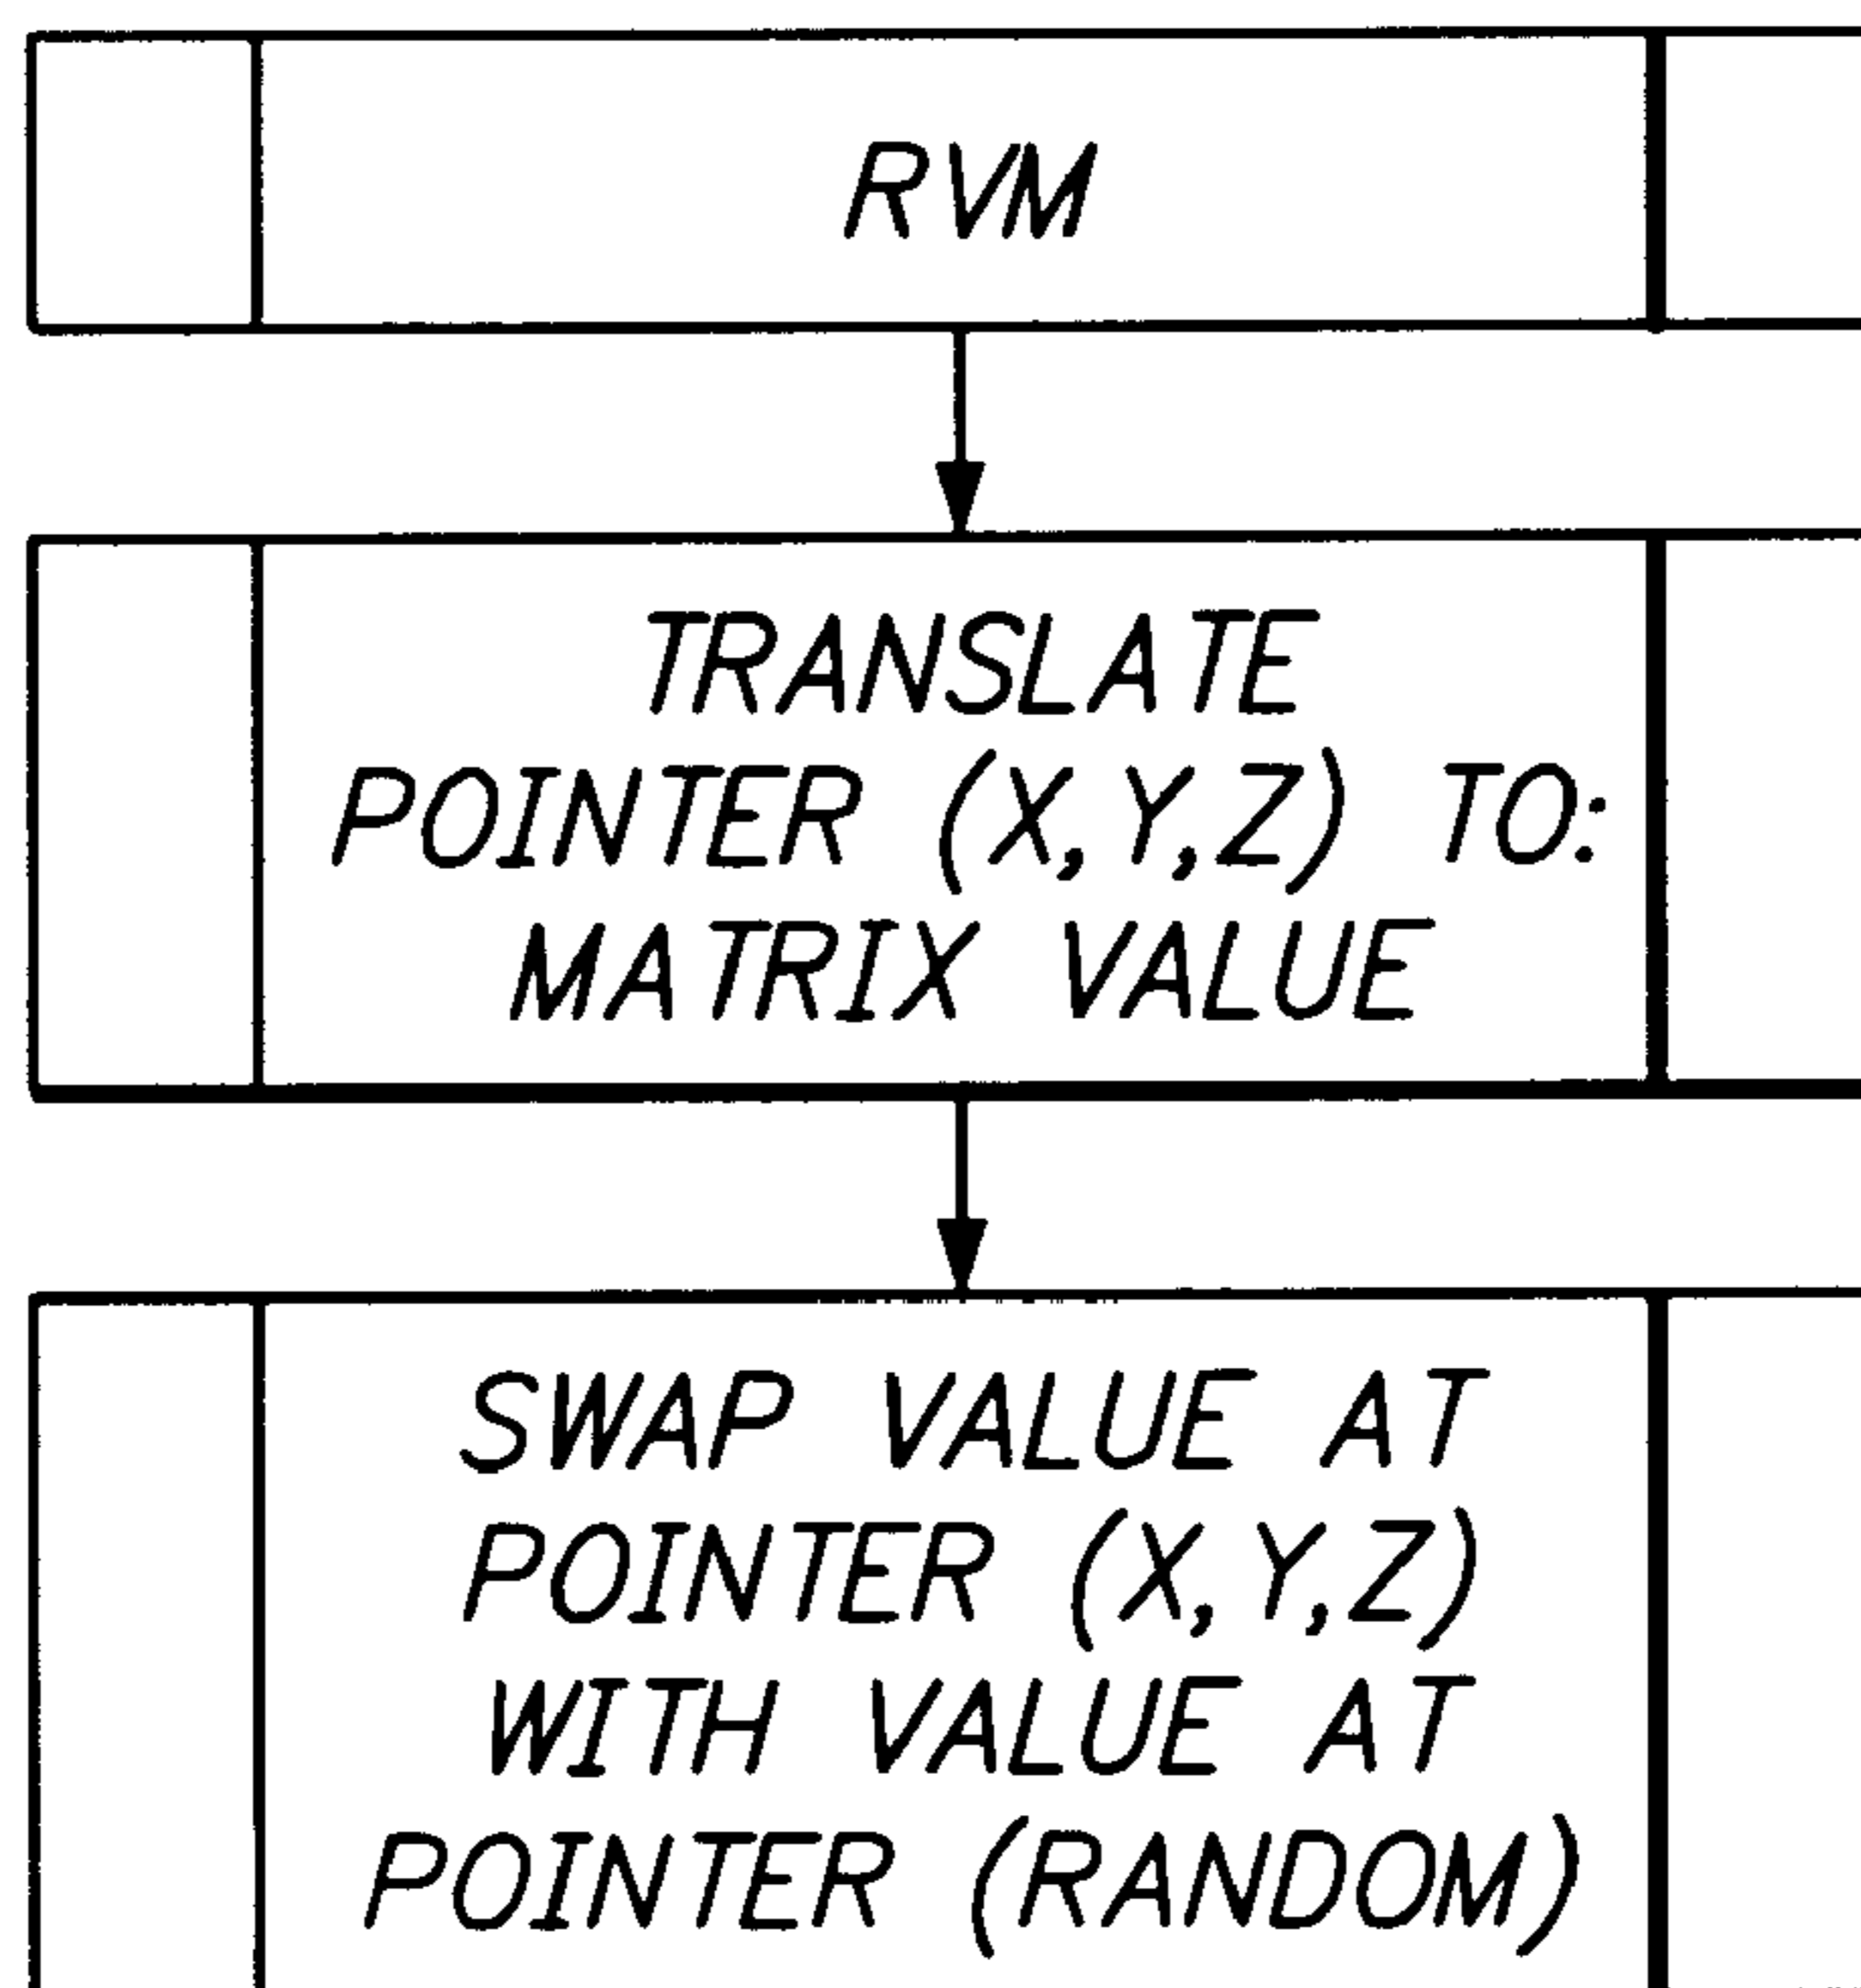 RVM
TRANSLATE
POINTER (X,Y,Z) TO:
MATRIX VALUE
SWAP VALUE AT
POINTER (X,Y,Z)
WITH VALUE AT
POINTER (RANDOM)